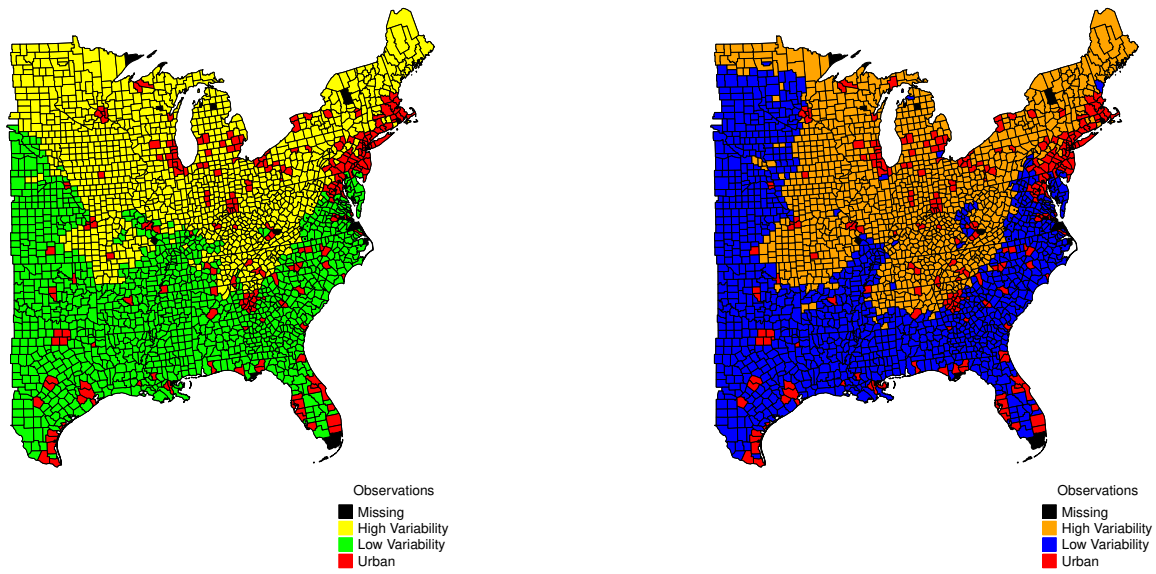 Observations
Missing
High Variability
Low Variability
Urban
Observations
Missing
High Variability
Low Variability
Urban